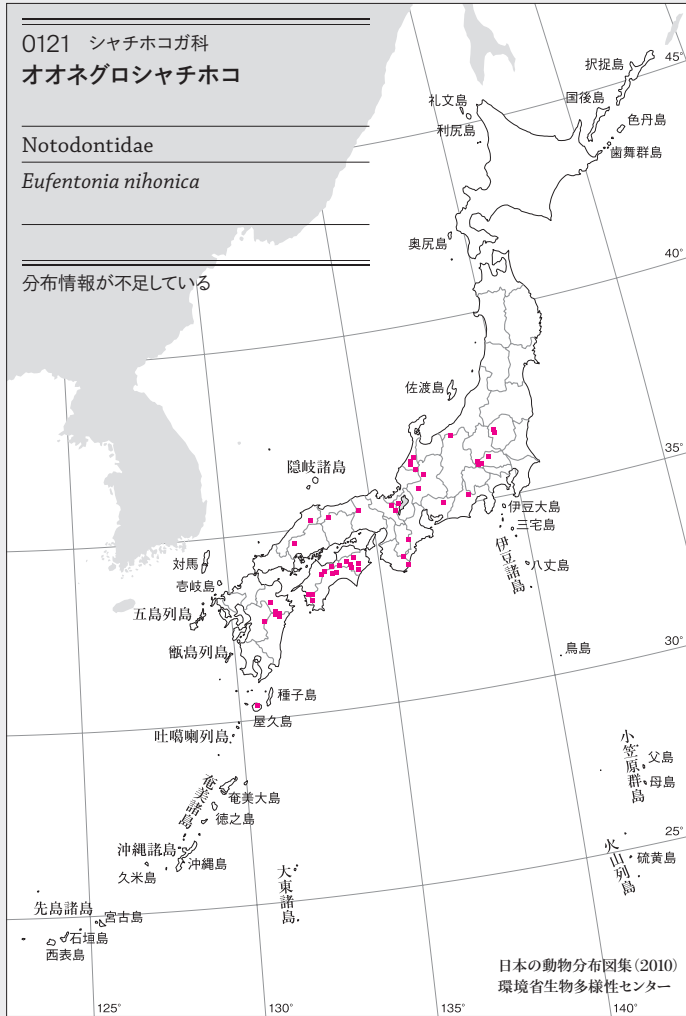 0121 シャチホコガ科
オオネグロシャチホコ
Notodontidae
Eufentonia nihonica
分布情報が不足している
択捉島
45°
礼文島
国後島
利尻島
色丹島
歯舞群島
奥尻島
40°
佐渡島
35°
隠岐諸島
伊豆大島
三宅島
伊豆諸島
八丈島
対馬
壱岐島
五島列島
甑島列島
鳥島
30°
種子島
屋久島
吐噶喇列島
小笠原群島
父島
母島
奄美諸島
奄美大島
徳之島
25°
沖縄諸島
沖縄島
久米島
火山列島
硫黄島
大東諸島
先島諸島
宮古島
石垣島
西表島
日本の動物分布図集(2010)
環境省生物多様性センター
125°
130°
135°
140°